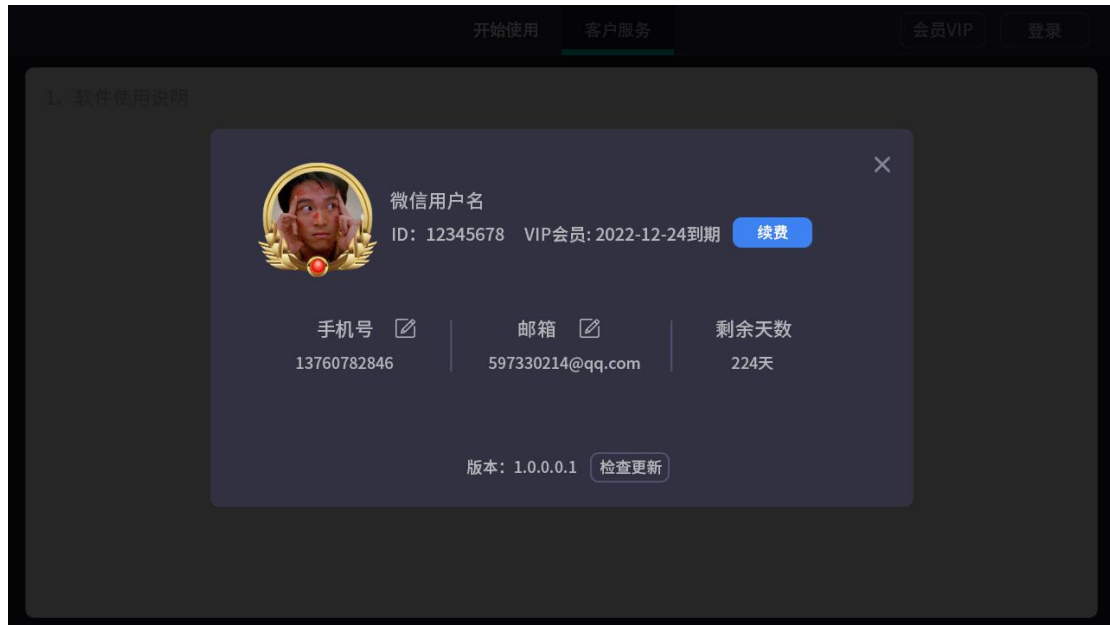 开始使用 客户服务 会员VIP 登录
1、软件使用说明
微信用户名
ID：12345678 VIP会员: 2022-12-24到期 续费
手机号 邮箱 剩余天数
13760782846 597330214@qq.com 224天
版本：1.0.0.0.1 检查更新